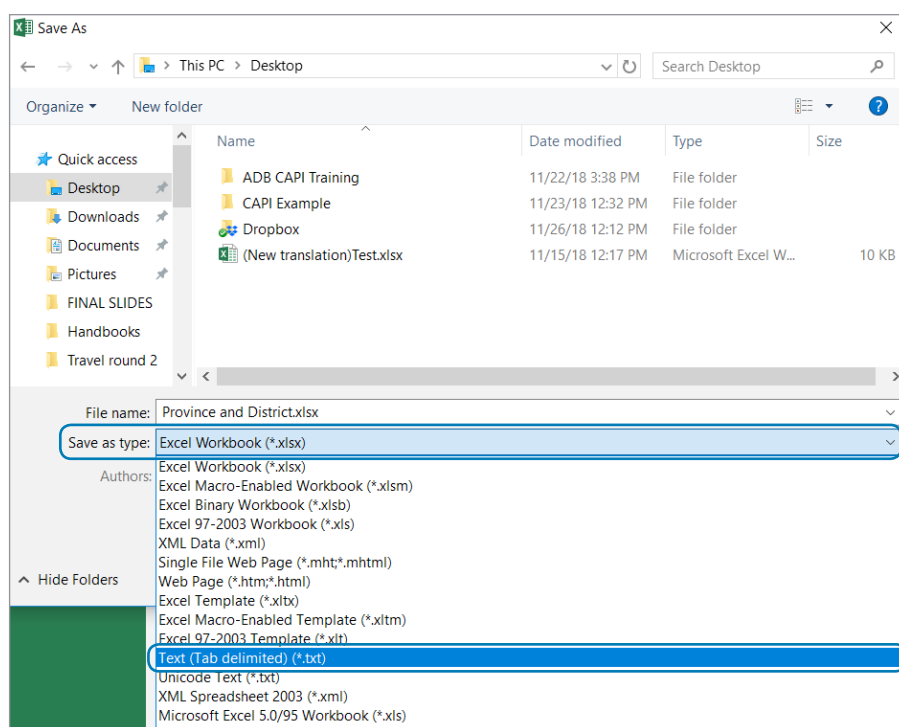 Save As
This PC > Desktop
Search Desktop
Organize
New folder
Name
Date modified
Type
Size
Quick access
Desktop
Downloads
Documents
Pictures
FINAL SLIDES
Handbooks
Travel round 2
ADB CAPI Training 11/22/18 3:38 PM File folder
CAPI Example 11/23/18 12:32 PM File folder
Dropbox 11/26/18 12:12 PM File folder
(New translation)Test.xlsx 11/15/18 12:17 PM Microsoft Excel W... 10 KB
File name: Province and District.xlsx
Save as type: Excel Workbook (*.xlsx)
Authors:
Excel Workbook (*.xlsx)
Excel Macro-Enabled Workbook (*.xlsm)
Excel Binary Workbook (*.xlsb)
Excel 97-2003 Workbook (*.xls)
XML Data (*.xml)
Single File Web Page (*.mht;*.mhtml)
Web Page (*.htm;*.html)
Excel Template (*.xltx)
Excel Macro-Enabled Template (*.xltm)
Excel 97-2003 Template (*.xlt)
Text (Tab delimited) (*.txt)
Unicode Text (*.txt)
XML Spreadsheet 2003 (*.xml)
Microsoft Excel 5.0/95 Workbook (*.xls)
Hide Folders